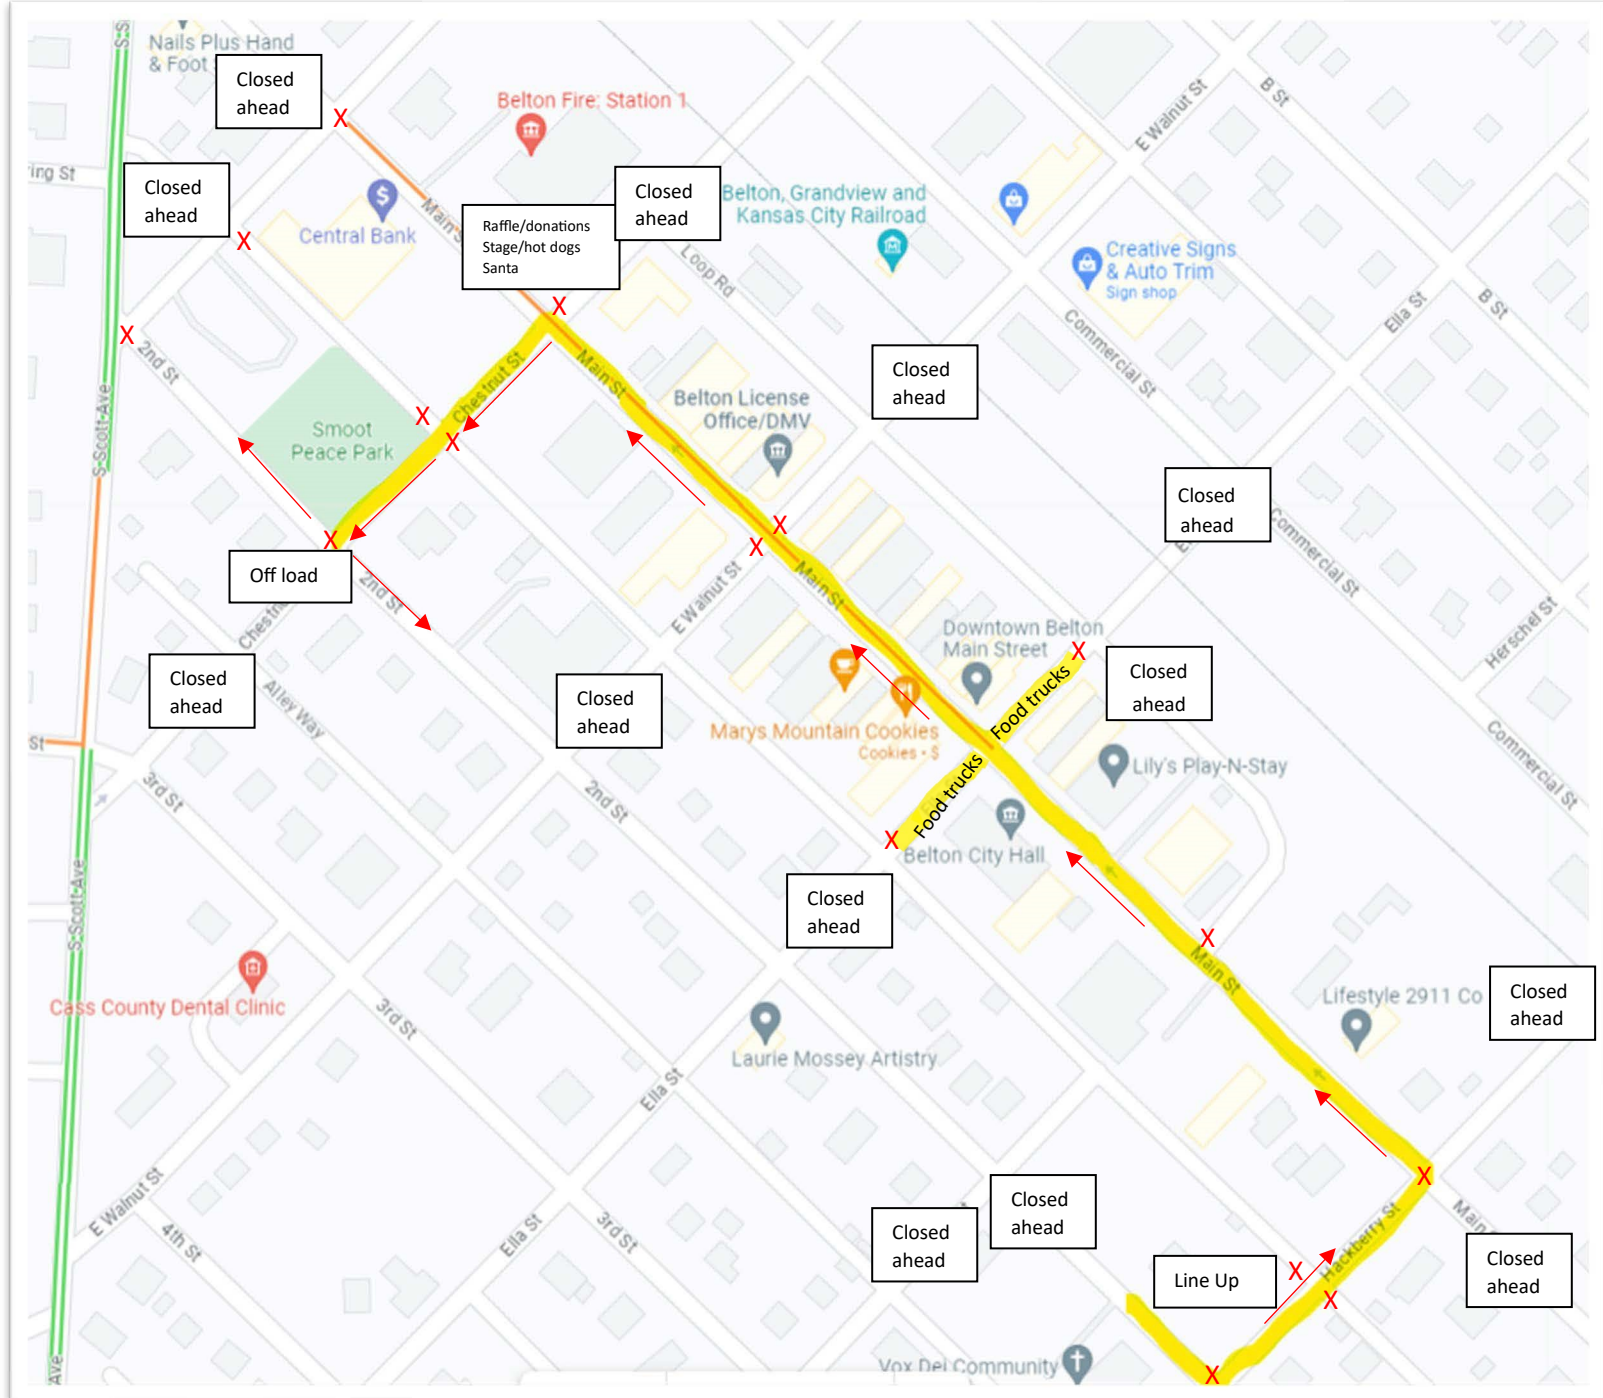 S S
Nails Plus Hand
& Foot
Closed
ahead
Belton Fire: Station 1
B St
E Walnut St
ring St
Closed
ahead
Closed
ahead
Central Bank
Main S
Raffle/donations
Stage/hot dogs
Santa
Belton, Grandview and
Kansas City Railroad
Loop Rd
Creative Signs
& Auto Trim
Sign shop
B St
Ella St
X
X
X
X
2nd St
Commercial St
Chestnut St
Main St
Closed
ahead
Belton License
Office/DMV
S Scott Ave
X
X
Smoot
Peace Park
Closed
ahead
Commercial St
X
X
X
Off load
2nd St
E Walnut St
Main St
Chestnu
Herschel St
Downtown Belton
Main Street
X
Closed
ahead
Closed
ahead
Alley Way
Closed
ahead
Food trucks
Marys Mountain Cookies
Cookies • $
St
Lily's Play-N-Stay
Commercial St
3rd St
2nd St
Food trucks
X
Belton City Hall
Closed
ahead
S Scott Ave
X
Main St
Cass County Dental Clinic
3rd St
Lifestyle 2911 Co
Closed
ahead
Laurie Mossey Artistry
Ella St
X
E Walnut St
4th St
Ella St
3rd St
Closed
ahead
Closed
ahead
Main
Hackberry St
Closed
ahead
Line Up
X
X
Vox Dei Community
X
Ave